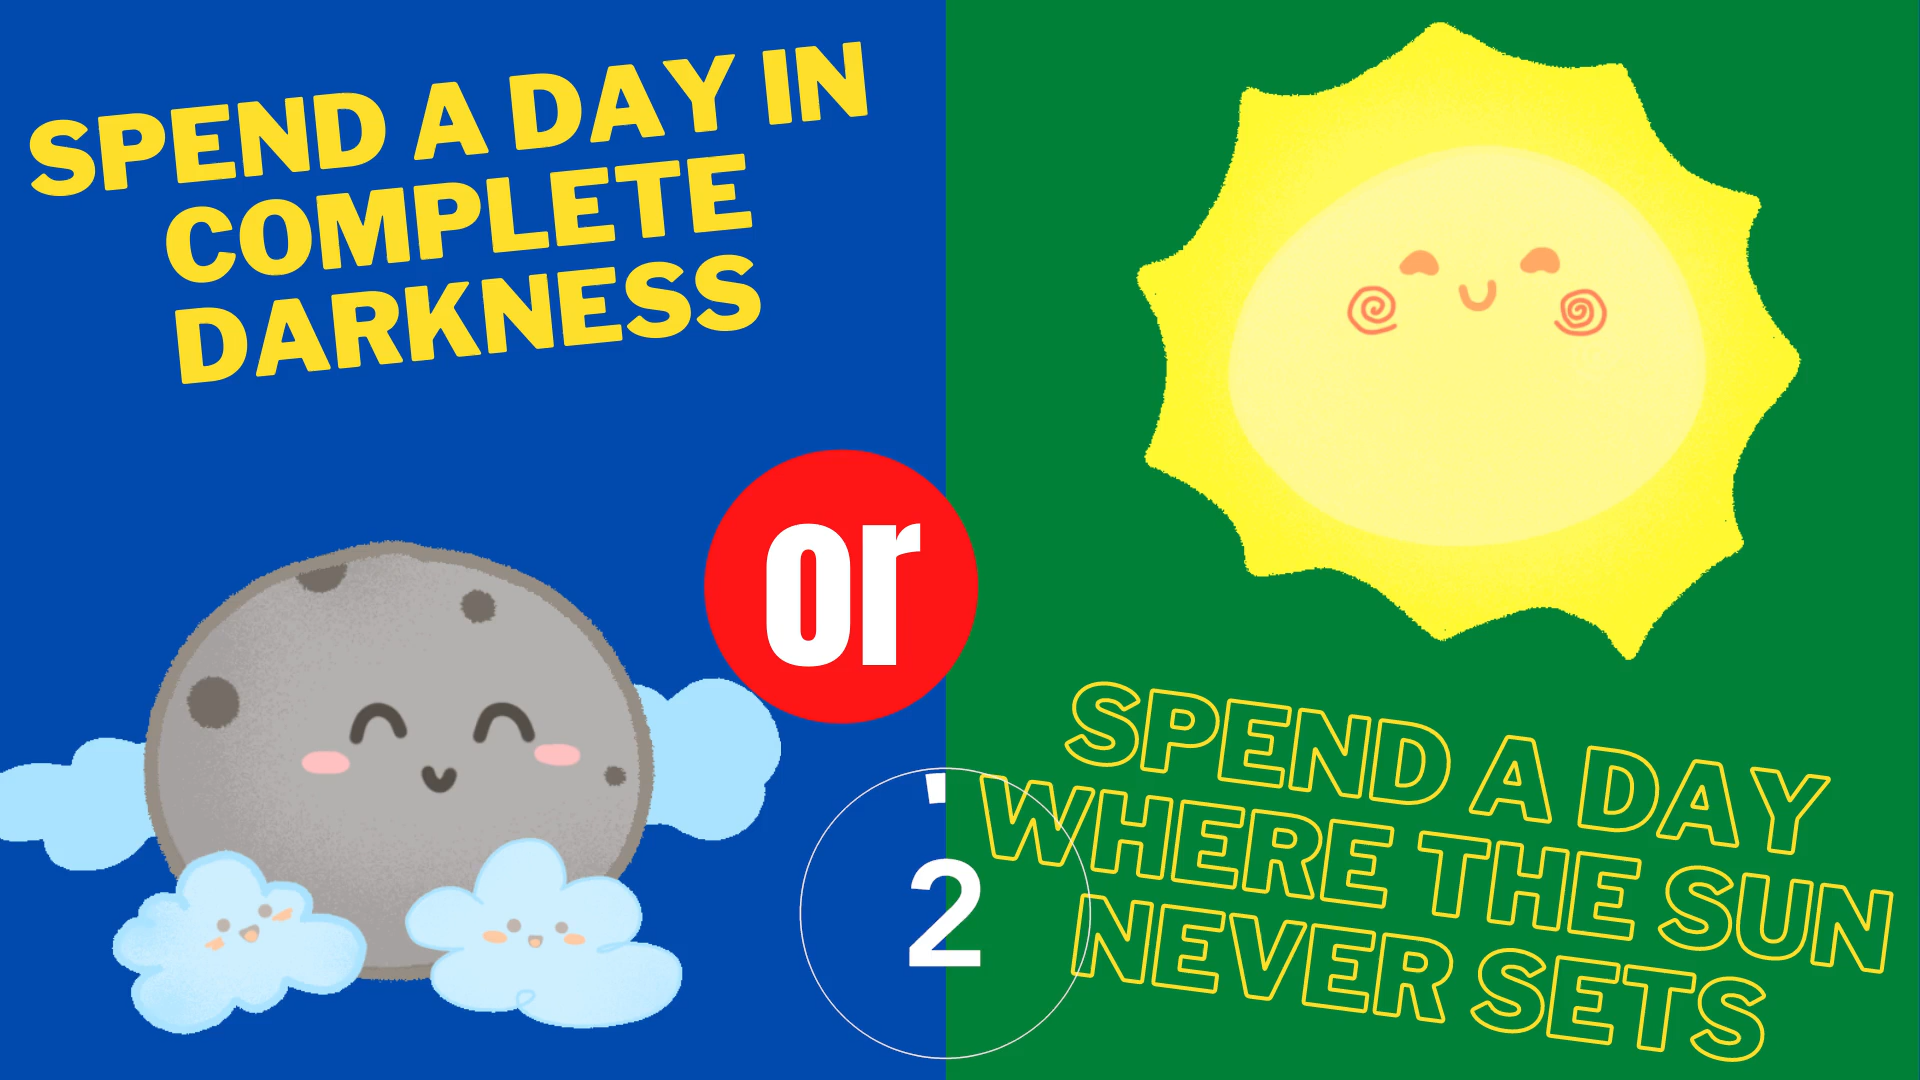 SPEND A DAY IN
COMPLETE
DARKNESS
or
2
SPEND A DAY
WHERE THE SUN
NEVER SETS